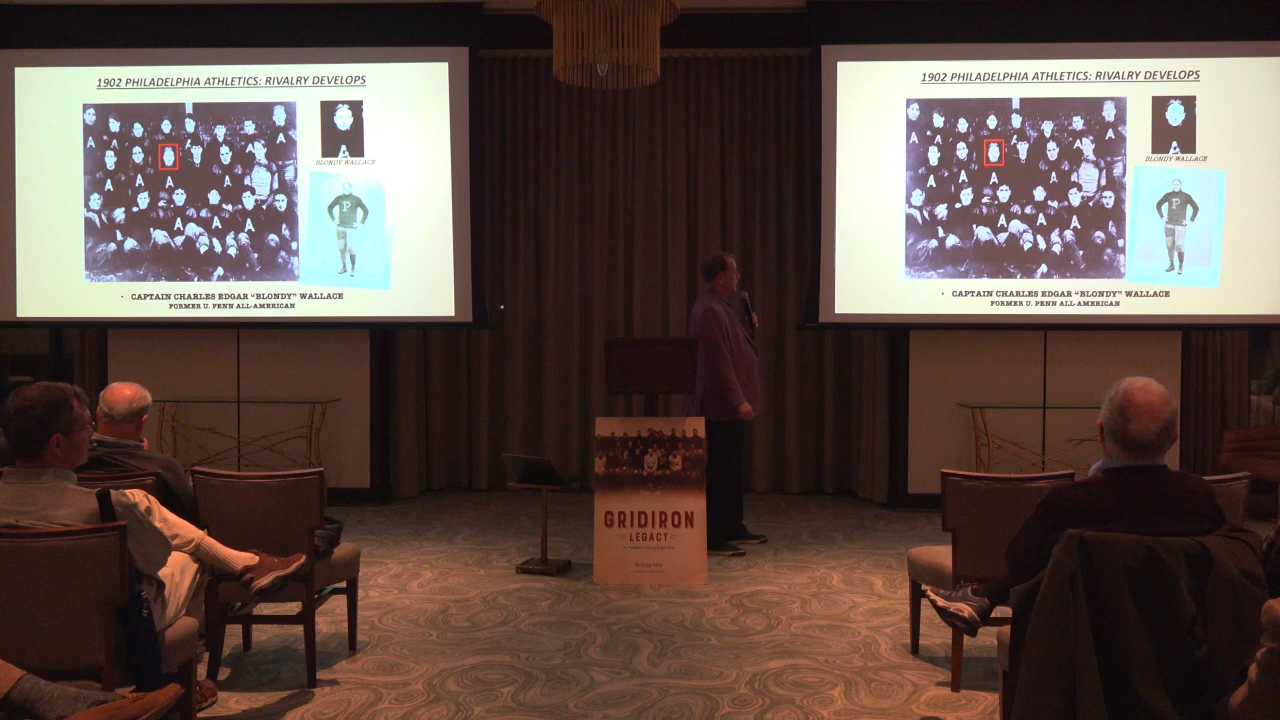 1902 PHILADELPHIA ATHLETICS: RIVALRY DEVELOPS
BLONDY WALLACE
P
A A A A A A A
• CAPTAIN CHARLES EDGAR "BLONDY" WALLACE
FORMER U. PENN ALL-AMERICAN
1902 PHILADELPHIA ATHLETICS: RIVALRY DEVELOPS
BLONDY WALLACE
P
A A A A A A A
• CAPTAIN CHARLES EDGAR "BLONDY" WALLACE
FORMER U. PENN ALL-AMERICAN
GRIDIRON
LEGACY